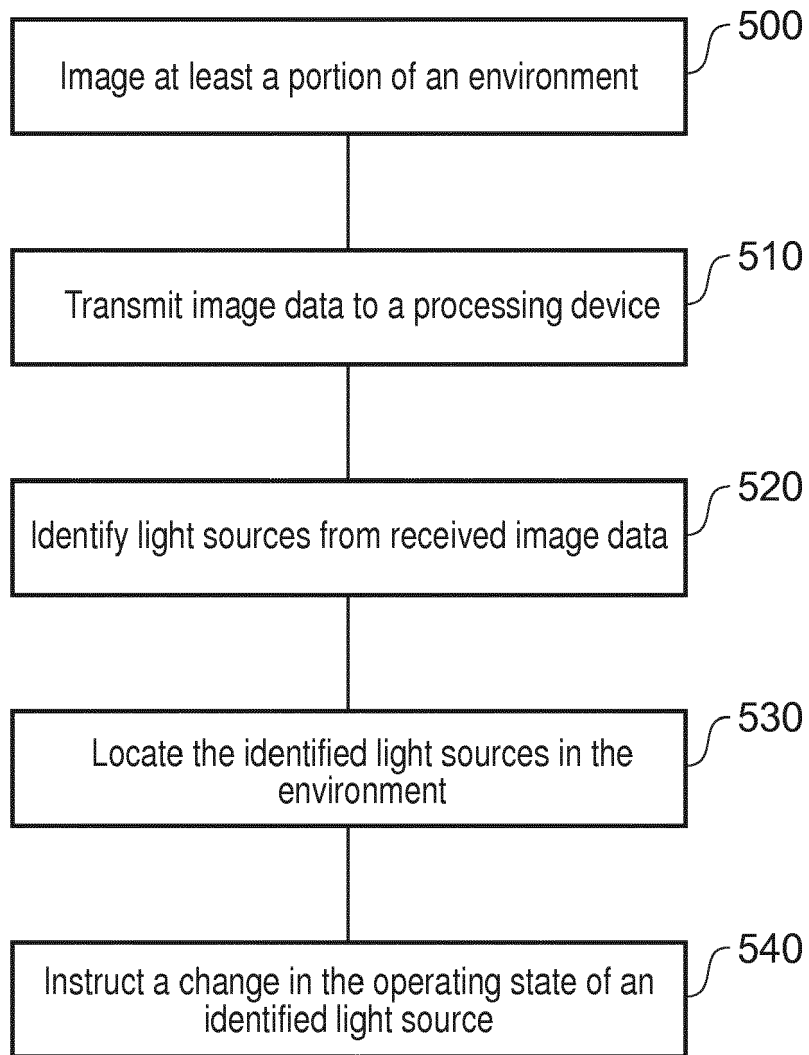 500
Image at least a portion of an environment
510
Transmit image data to a processing device
520
Identify light sources from received image data
530
Locate the identified light sources in the
environment
540
Instruct a change in the operating state of an
identified light source